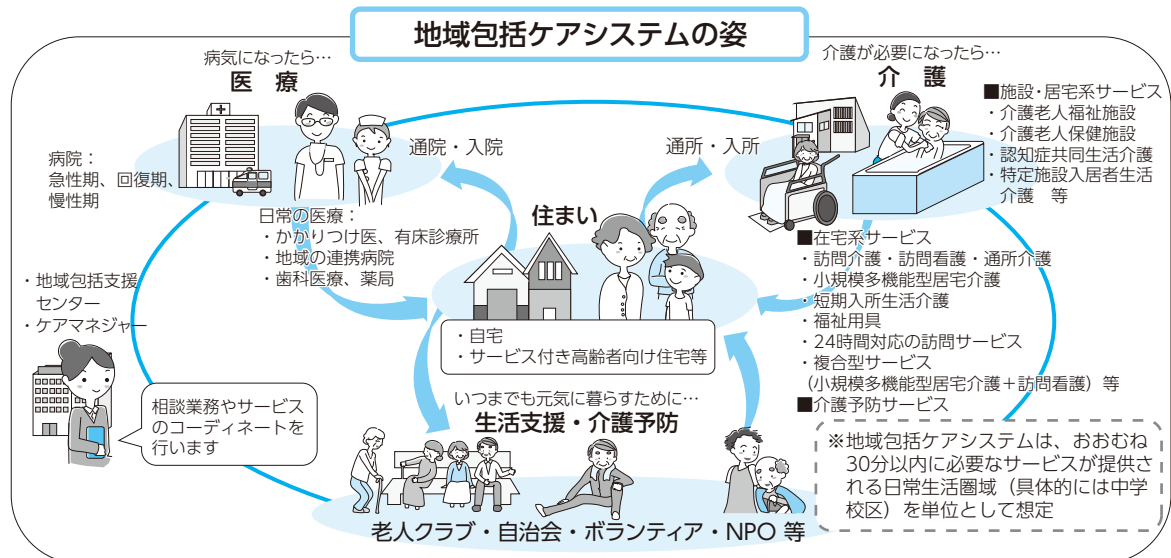 地域包括ケアシステムの姿
病気になったら…
医　療
病院：
急性期、回復期、
慢性期
日常の医療：
・かかりつけ医、有床診療所
・地域の連携病院
・歯科医療、薬局
通院・入院
通所・入所
介護が必要になったら…
介　護
■施設・居宅系サービス
・介護老人福祉施設
・介護老人保健施設
・認知症共同生活介護
・特定施設入居者生活
介護　等
■在宅系サービス
・訪問介護・訪問看護・通所介護
・小規模多機能型居宅介護
・短期入所生活介護
・福祉用具
・24時間対応の訪問サービス
・複合型サービス
（小規模多機能型居宅介護＋訪問看護）等
■介護予防サービス
住まい
・自宅
・サービス付き高齢者向け住宅等
・地域包括支援
センター
・ケアマネジャー
相談業務やサービス
のコーディネートを
行います
いつまでも元気に暮らすために…
生活支援・介護予防
老人クラブ・自治会・ボランティア・NPO 等
※地域包括ケアシステムは、おおむね
30分以内に必要なサービスが提供さ
れる日常生活圏域（具体的には中学
校区）を単位として想定